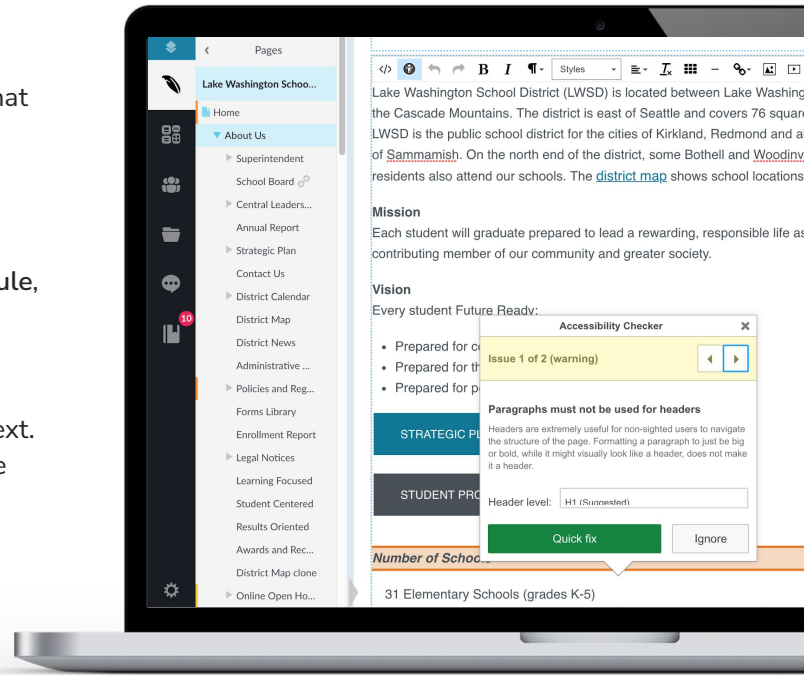 ule,
ext.
Pages
Lake Washington Schoo...
Home
About Us
Superintendent
School Board
Central Leaders...
Annual Report
Strategic Plan
Contact Us
District Calendar
District Map
District News
Administrative ...
Policies and Reg...
Forms Library
Enrollment Report
Legal Notices
Learning Focused
Student Centered
Results Oriented
Awards and Rec...
District Map clone
Online Open Ho...
10
B I ¶ Styles
Lake Washington School District (LWSD) is located between Lake Washing
the Cascade Mountains. The district is east of Seattle and covers 76 square
LWSD is the public school district for the cities of Kirkland, Redmond and a
of Sammamish. On the north end of the district, some Bothell and Woodinv
residents also attend our schools. The district map shows school locations
Mission
Each student will graduate prepared to lead a rewarding, responsible life as
contributing member of our community and greater society.
Vision
Every student Future Ready:
• Prepared for c
• Prepared for th
• Prepared for p
STRATEGIC PL
STUDENT PRO
Accessibility Checker
Issue 1 of 2 (warning)
Paragraphs must not be used for headers
Headers are extremely useful for non-sighted users to navigate
the structure of the page. Formatting a paragraph to just be big
or bold, while it might visually look like a header, does not make
it a header.
Header level: H1 (Suggested)
Quick fix Ignore
Number of Schools
31 Elementary Schools (grades K-5)